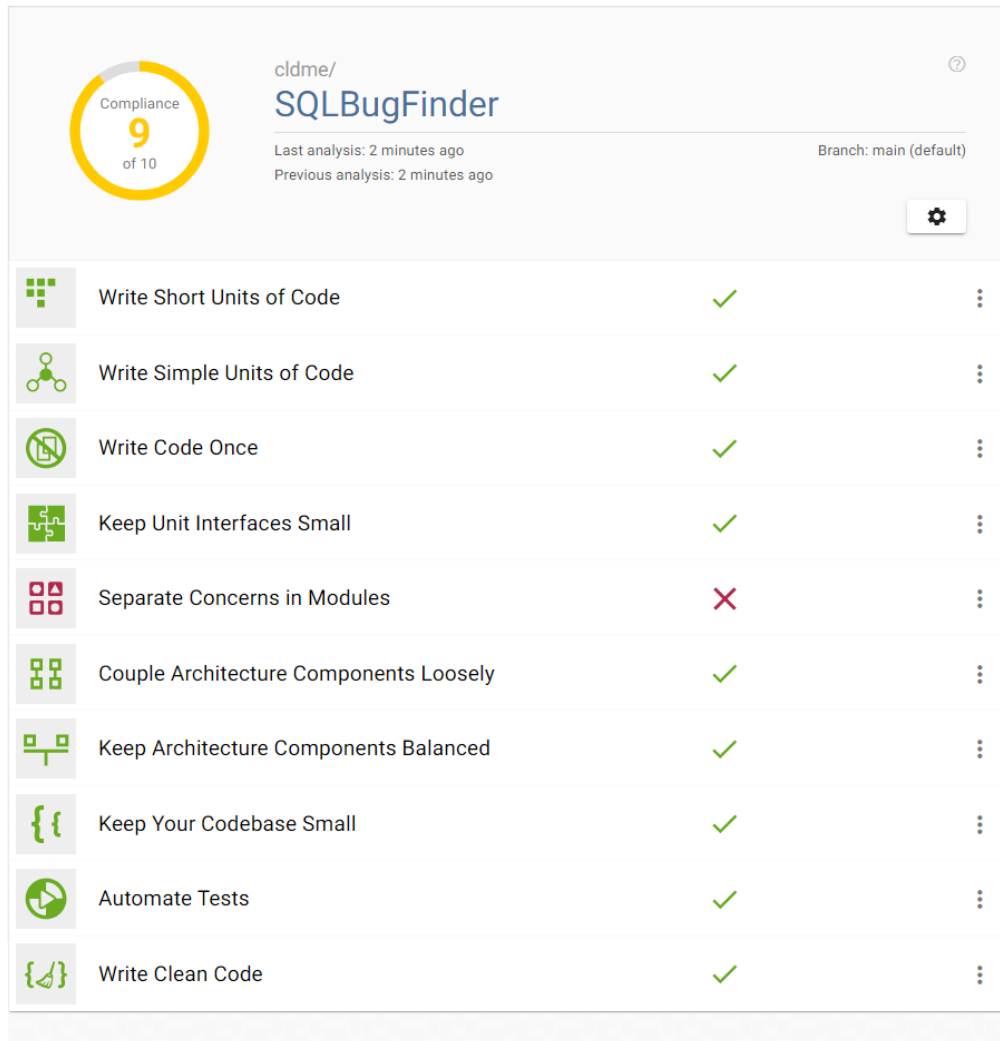 Compliance
9
of 10
cldme/
SQLBugFinder
Last analysis: 2 minutes ago
Branch: main (default)
Previous analysis: 2 minutes ago
Write Short Units of Code
Write Simple Units of Code
Write Code Once
Keep Unit Interfaces Small
Separate Concerns in Modules
Couple Architecture Components Loosely
Keep Architecture Components Balanced
Keep Your Codebase Small
Automate Tests
Write Clean Code